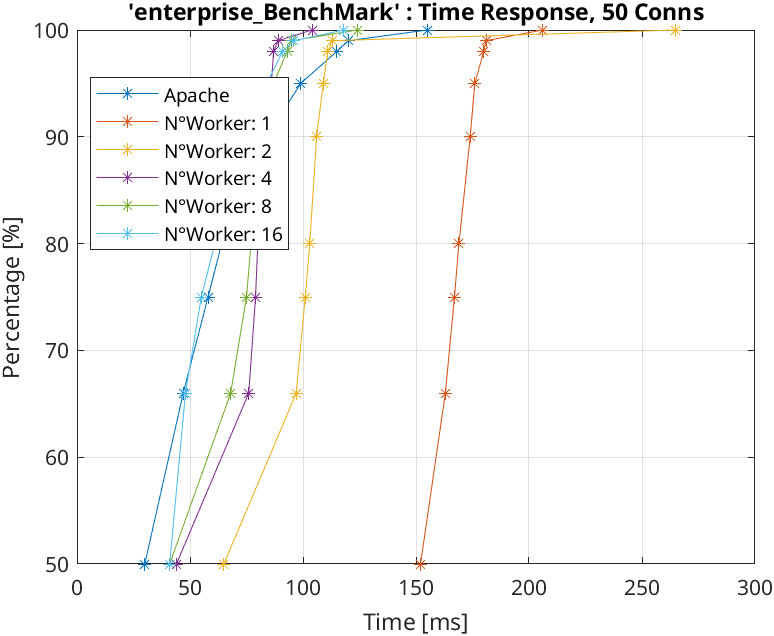 'enterprise_BenchMark' : Time Response, 50 Conns
100
90
80
70
60
50
Percentage [%]
Apache
N°Worker: 1
N°Worker: 2
N°Worker: 4
N°Worker: 8
N°Worker: 16
0 50 100 150 200 250 300
Time [ms]